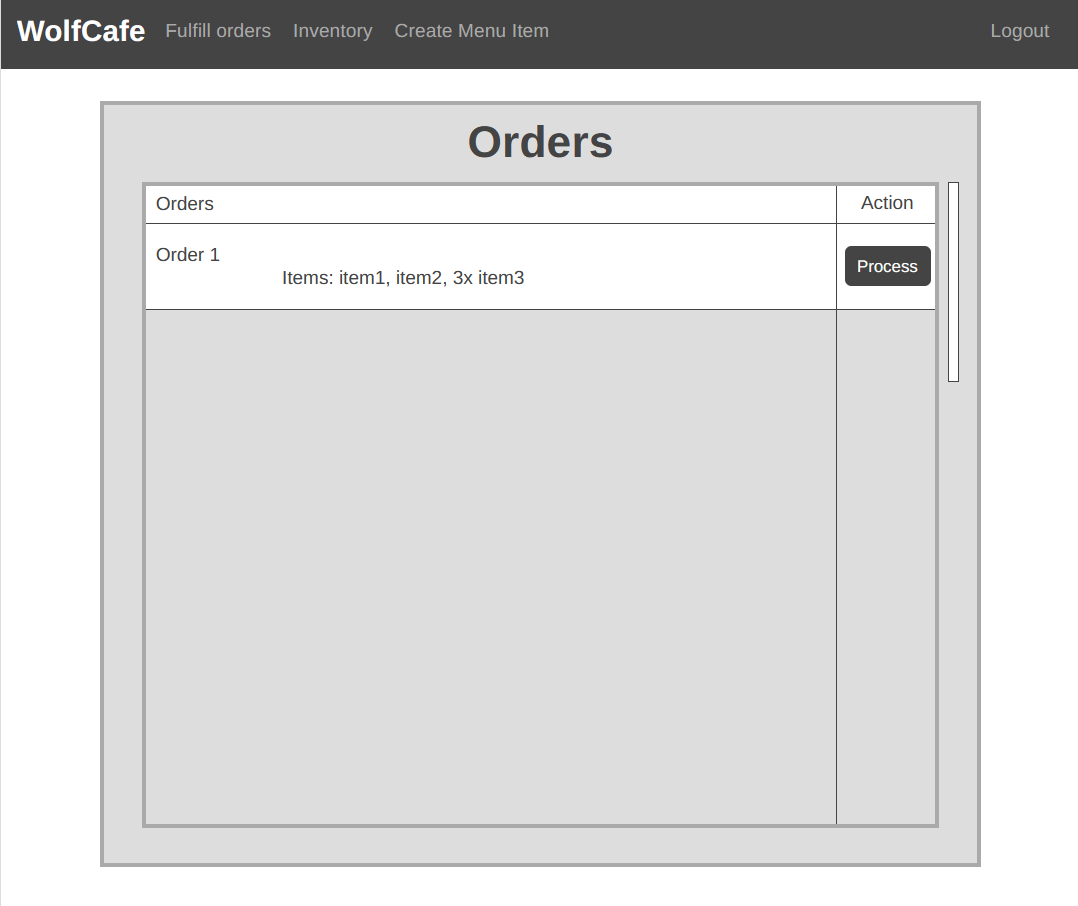 WolfCafe Fulfill orders Inventory Create Menu Item Logout
Orders
Orders Action
Order 1
Items: item1, item2, 3x item3
Process